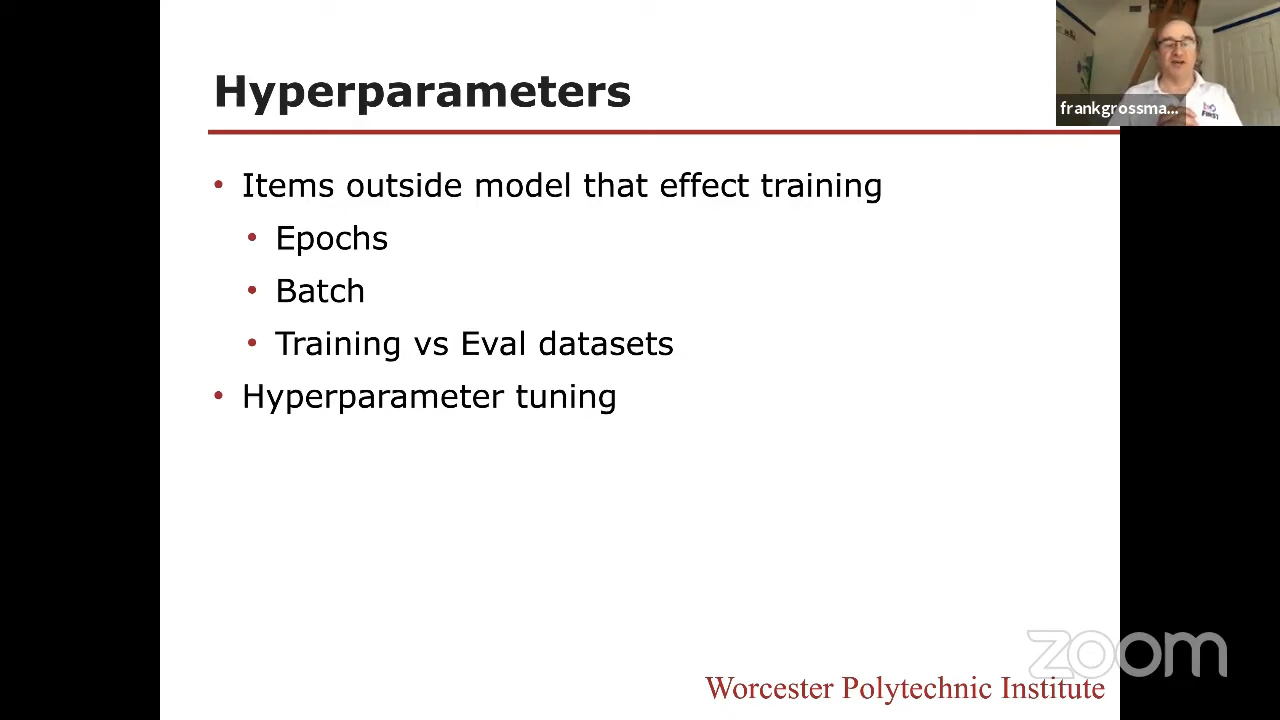 Hyperparameters
frankgrossma...
FIRST
• Items outside model that effect training
• Epochs
• Batch
• Training vs Eval datasets
• Hyperparameter tuning
zoom
Worcester Polytechnic Institute